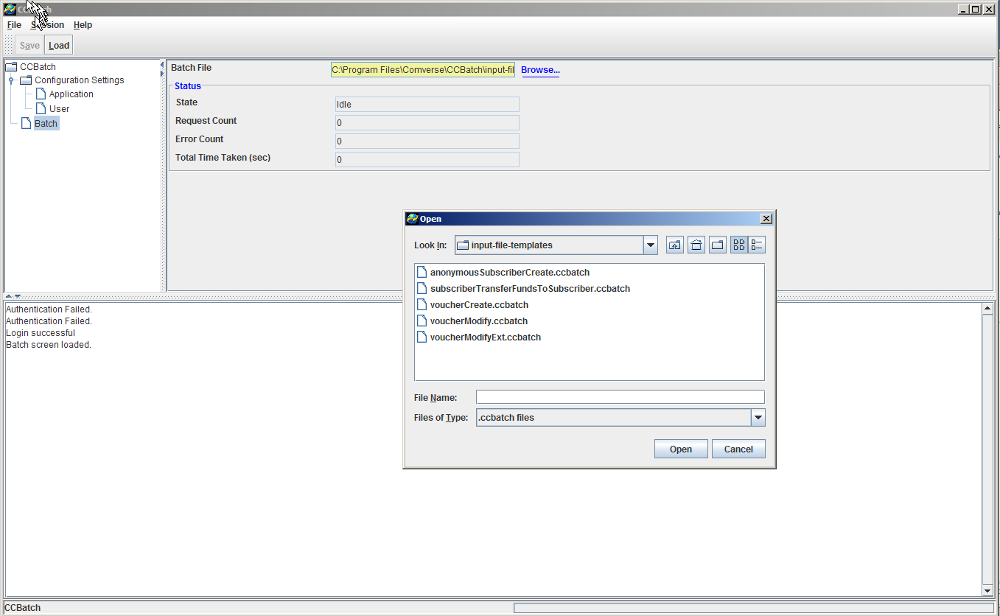 File Session Help
Save Load
CCBatch
Configuration Settings
Application
User
Batch
Batch File C:\Program Files\Comverse\CCBatch\input-fil Browse...
Status
State Idle
Request Count 0
Error Count 0
Total Time Taken (sec) 0
Open
Look In: input-file-templates
anonymousSubscriberCreate.ccbatch
subscriberTransferFundsToSubscriber.ccbatch
voucherCreate.ccbatch
voucherModify.ccbatch
voucherModifyExt.ccbatch
File Name:
Files of Type: .ccbatch files
Open Cancel
Authentication Failed.
Authentication Failed.
Login successful
Batch screen loaded.
CCBatch